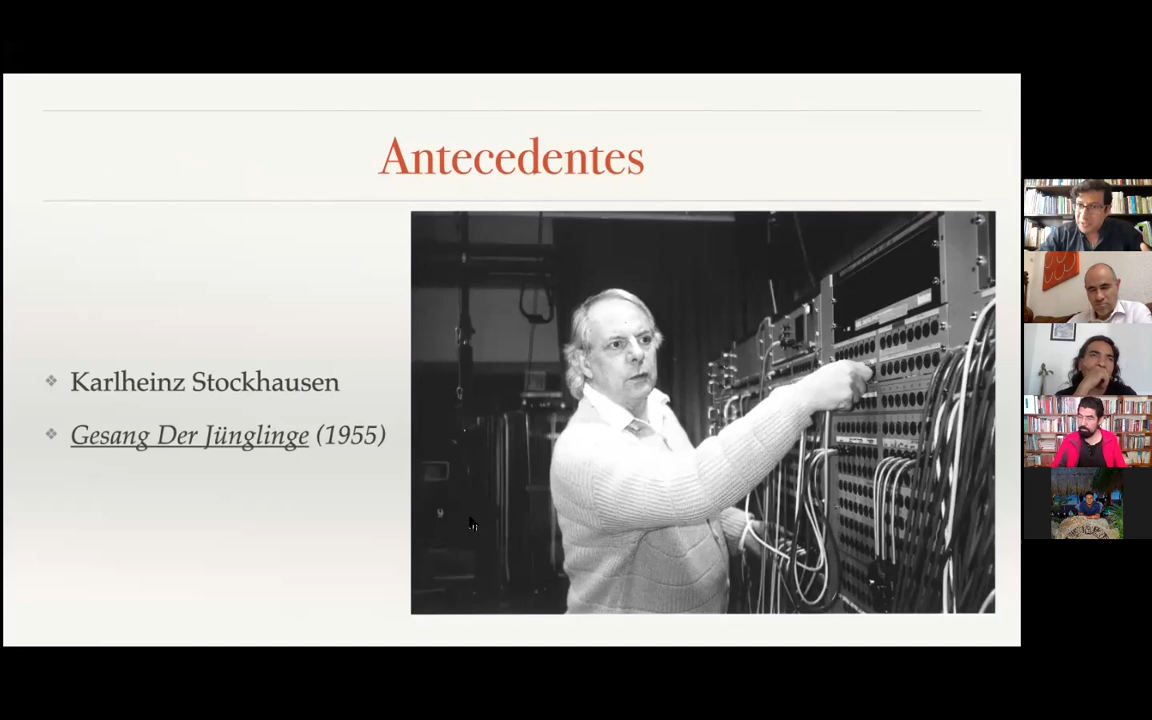 Antecedentes
Karlheinz Stockhausen
Gesang Der Jünglinge (1955)